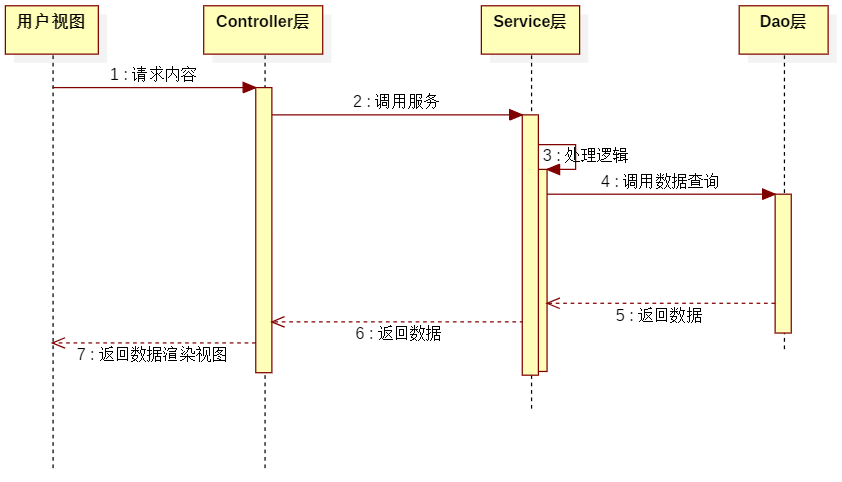 用户视图
Controller层
Service层
Dao层
1 : 请求内容
2 : 调用服务
3 : 处理逻辑
4 : 调用数据查询
5 : 返回数据
6 : 返回数据
7 : 返回数据渲染视图